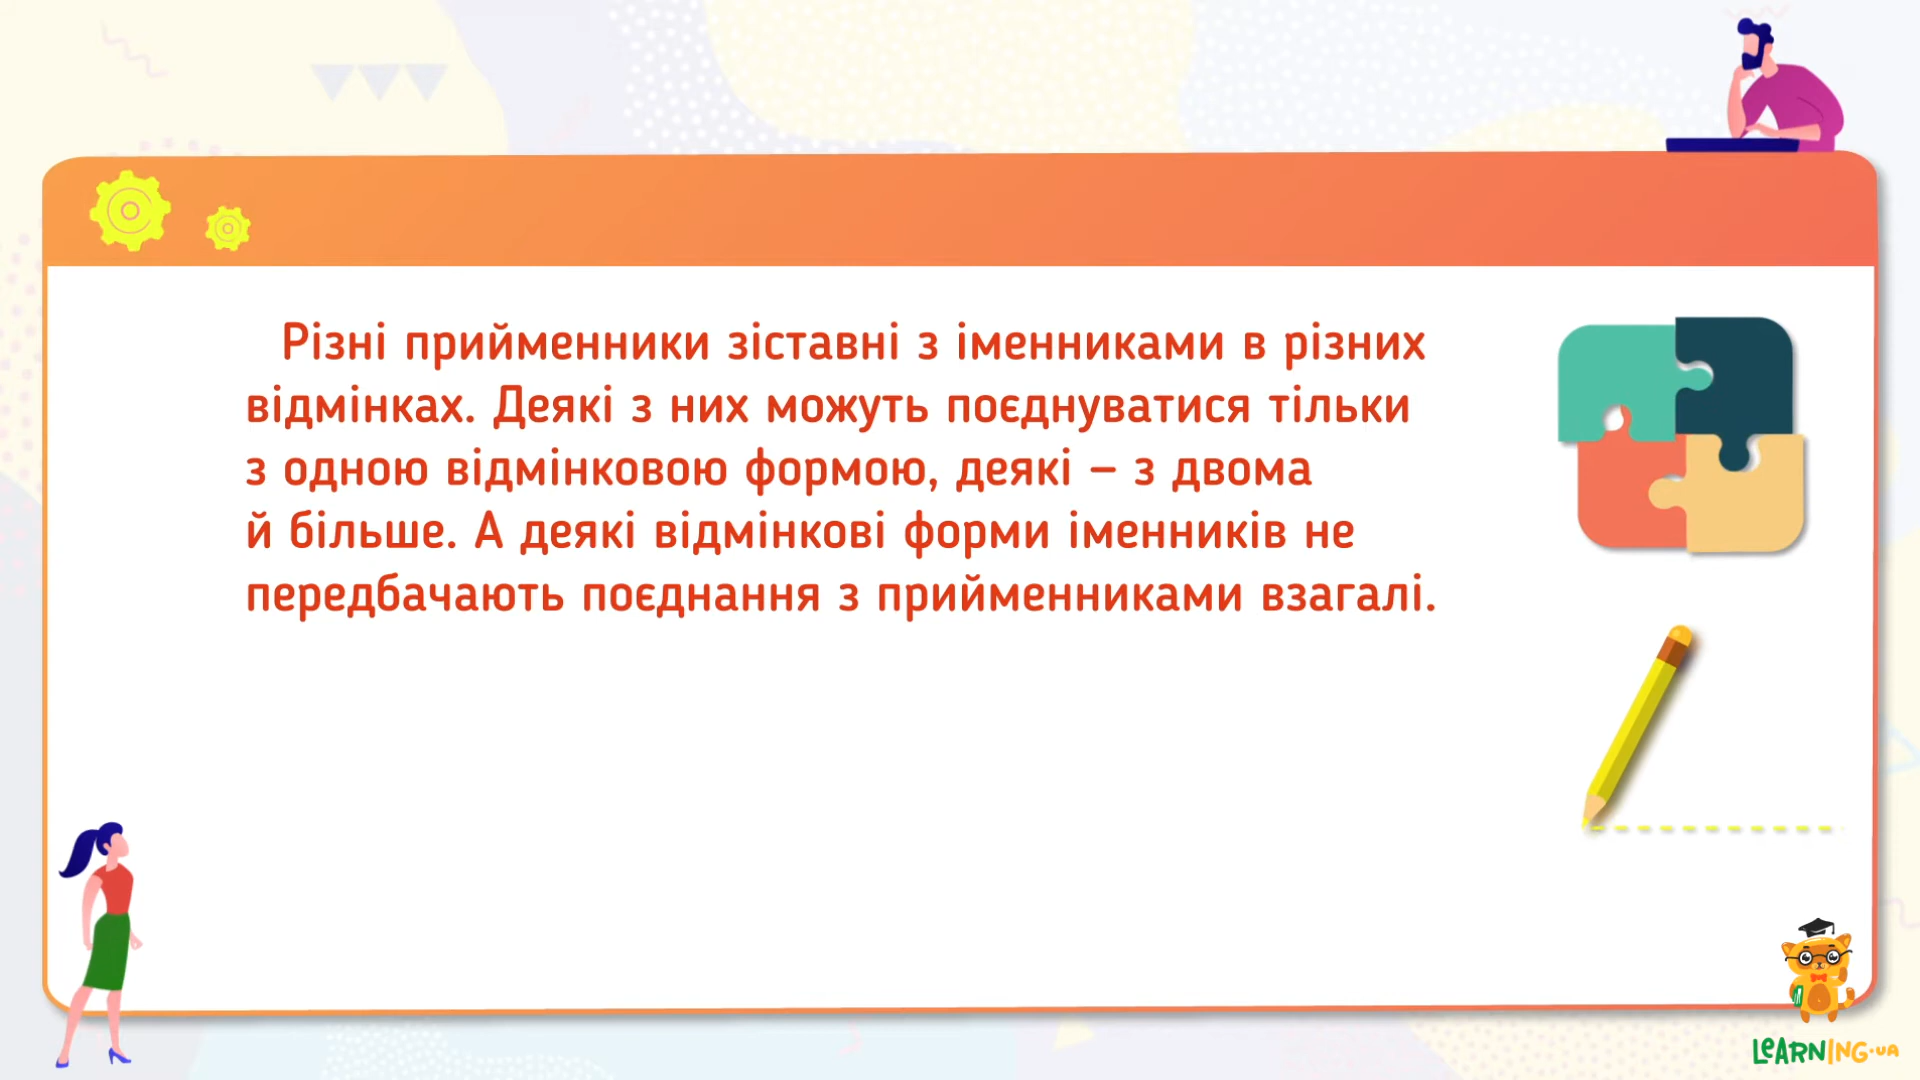 Різні прийменники зіставні з іменниками в різних
відмінках. Деякі з них можуть поєднуватися тільки
з одною відмінковою формою, деякі – з двома
й більше. А деякі відмінкові форми іменників не
передбачають поєднання з прийменниками взагалі.
LEARNING.UA